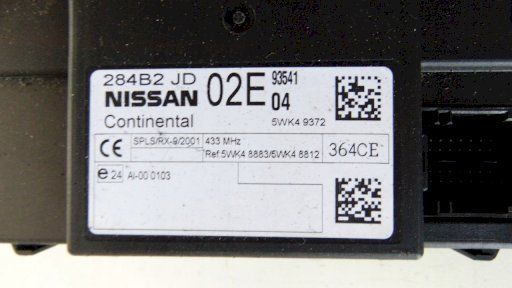 284B2 JD 02E 93541
NISSAN 04
Continental 5WK4 9372
CE SPLS/RX-9/2001 433 MHz 364CE
Ref.5WK4 8883/5WK4 8812
e24 AI-00 0103